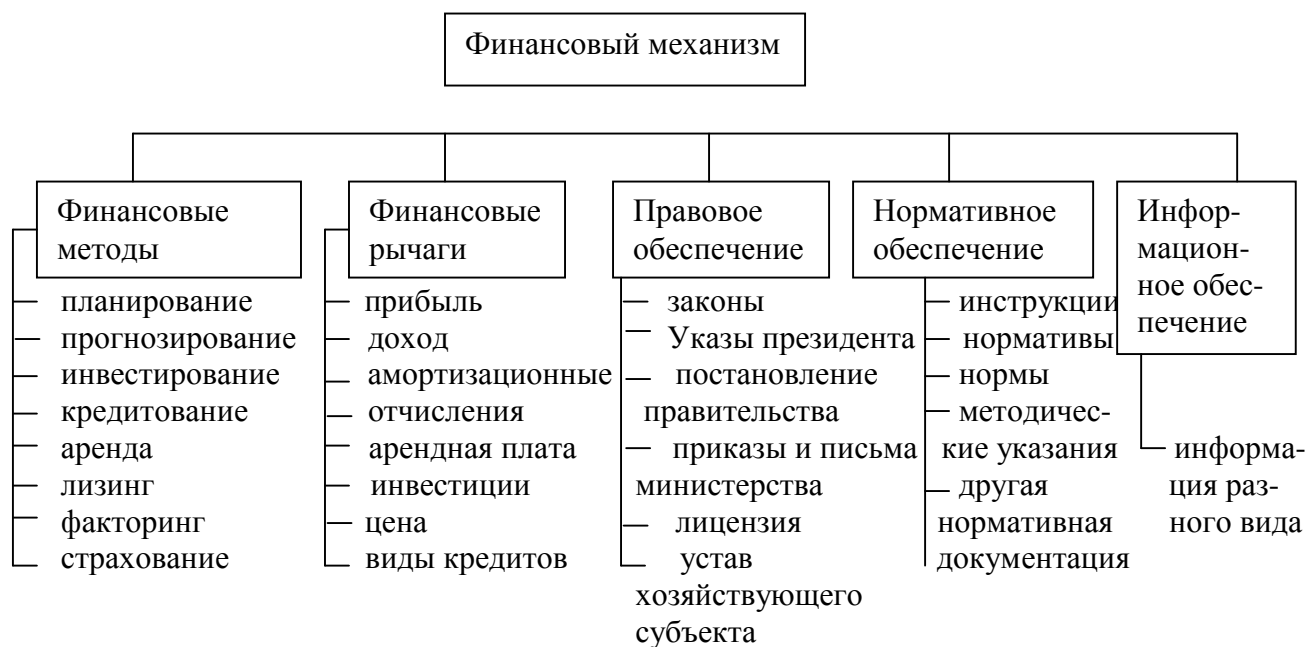 Финансовый механизм
Финансовые
методы
планирование
прогнозирование
инвестирование
кредитование
аренда
лизинг
факторинг
страхование
Финансовые
рычаги
прибыль
доход
амортизационные
отчисления
арендная плата
инвестиции
цена
виды кредитов
Правовое
обеспечение
законы
Указы президента
постановление
правительства
приказы и письма
министерства
лицензия
устав
хозяйствующего
субъекта
Нормативное
обеспечение
инструкции
нормативы
нормы
методичес-
кие указания
другая
нормативная
документация
Инфор-
мацион-
ное обес-
печение
информа-
ция раз-
ного вида